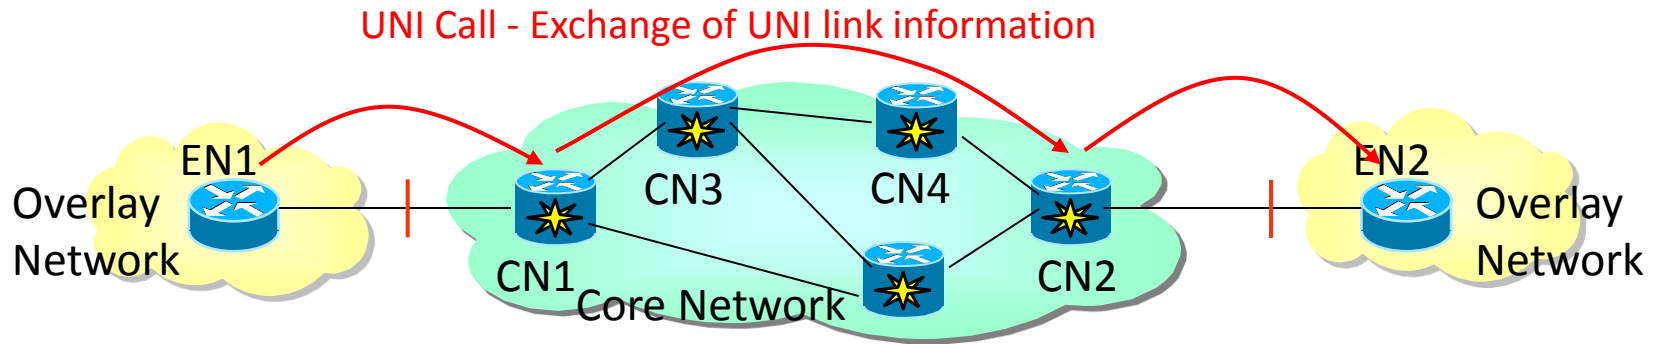 UNI Call - Exchange of UNI link information
EN1
EN2
CN3
CN4
Overlay
Network
Overlay
Network
CN1
CN2
Core Network